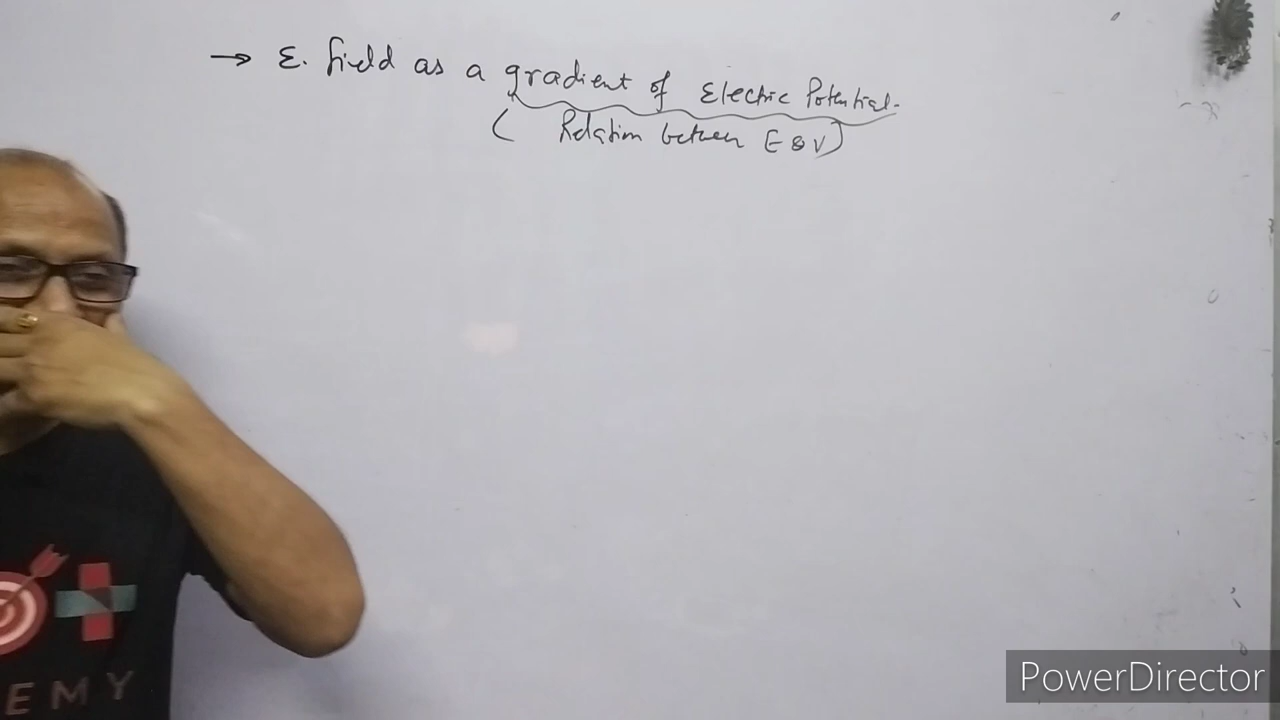 → E. field as a gradient of Electric Potential.
( Relation between E & V)
EMY
PowerDirector